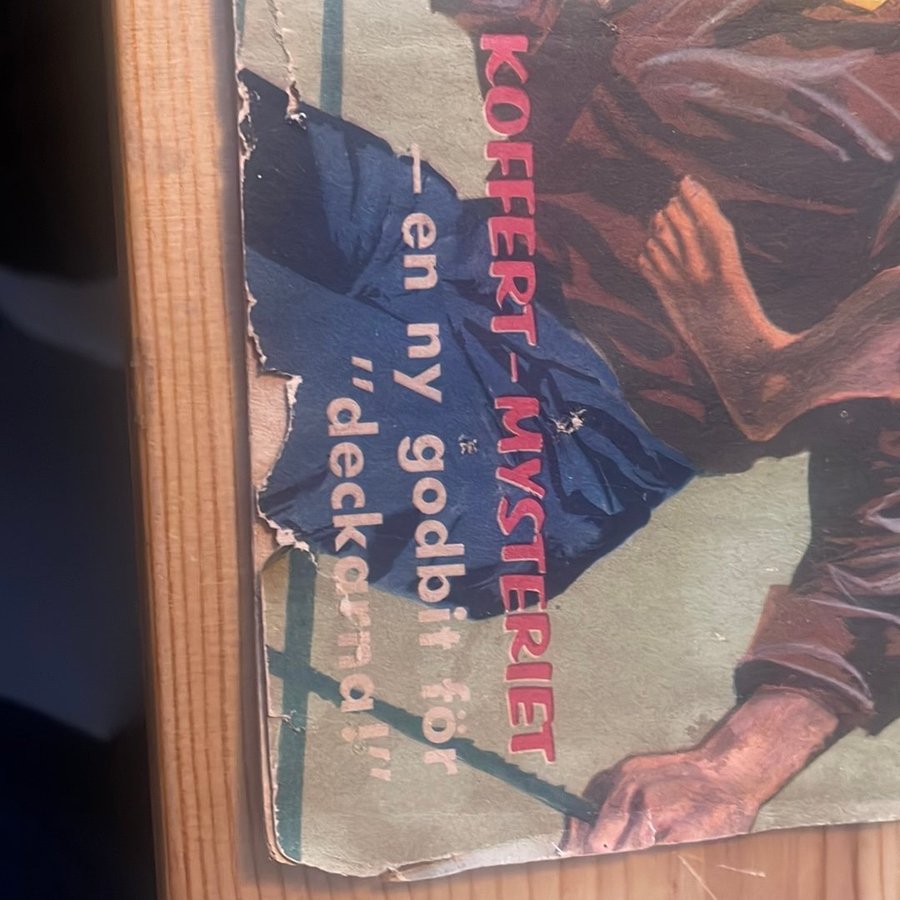 KOFFERT-MYSTERIET
– en ny godbit för
"deckarna!"